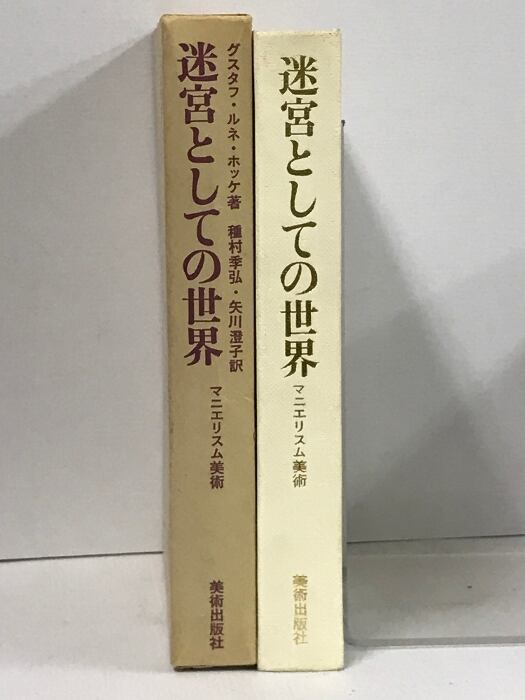 グスタフ・ルネ・ホッケ著 種村季弘・矢川澄子訳
迷宮としての世界
マニエリスム美術
美術出版社
迷宮としての世界
マニエリスム美術
美術出版社